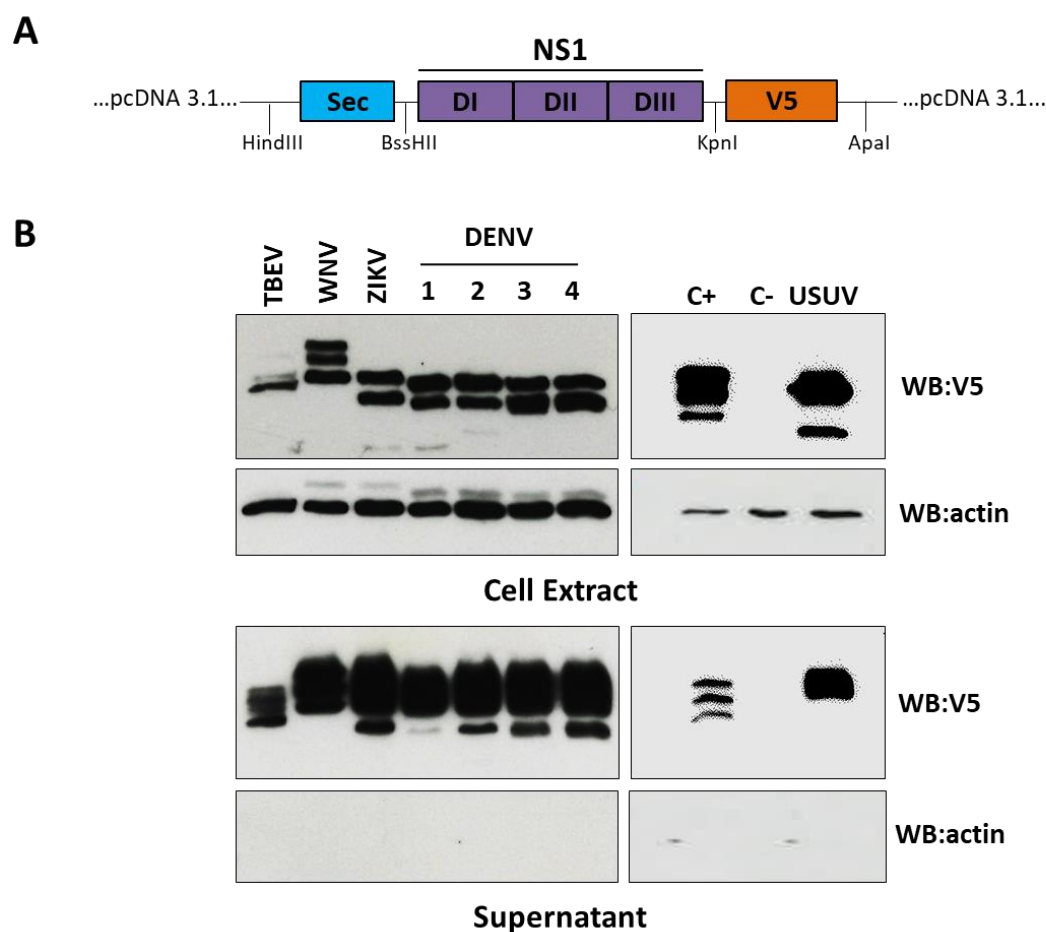 A
NS1
...pcDNA 3.1... Sec DI DII DIII V5 ...pcDNA 3.1...
HindIII BssHII KpnI ApaI
B
TBEV WNV ZIKV DENV
1 2 3 4 C+ C- USUV
WB:V5
WB:actin
Cell Extract
WB:V5
WB:actin
Supernatant